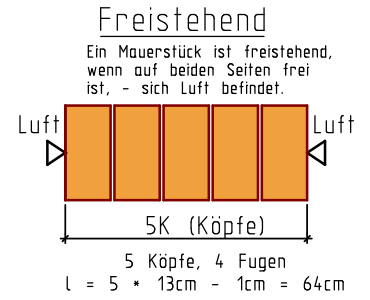 Freistehend
Ein Mauerstück ist freistehend,
wenn auf beiden Seiten frei
ist, - sich Luft befindet.
Luft
Luft
5K (Köpfe)
5 Köpfe, 4 Fugen
l = 5 * 13cm - 1cm = 64cm